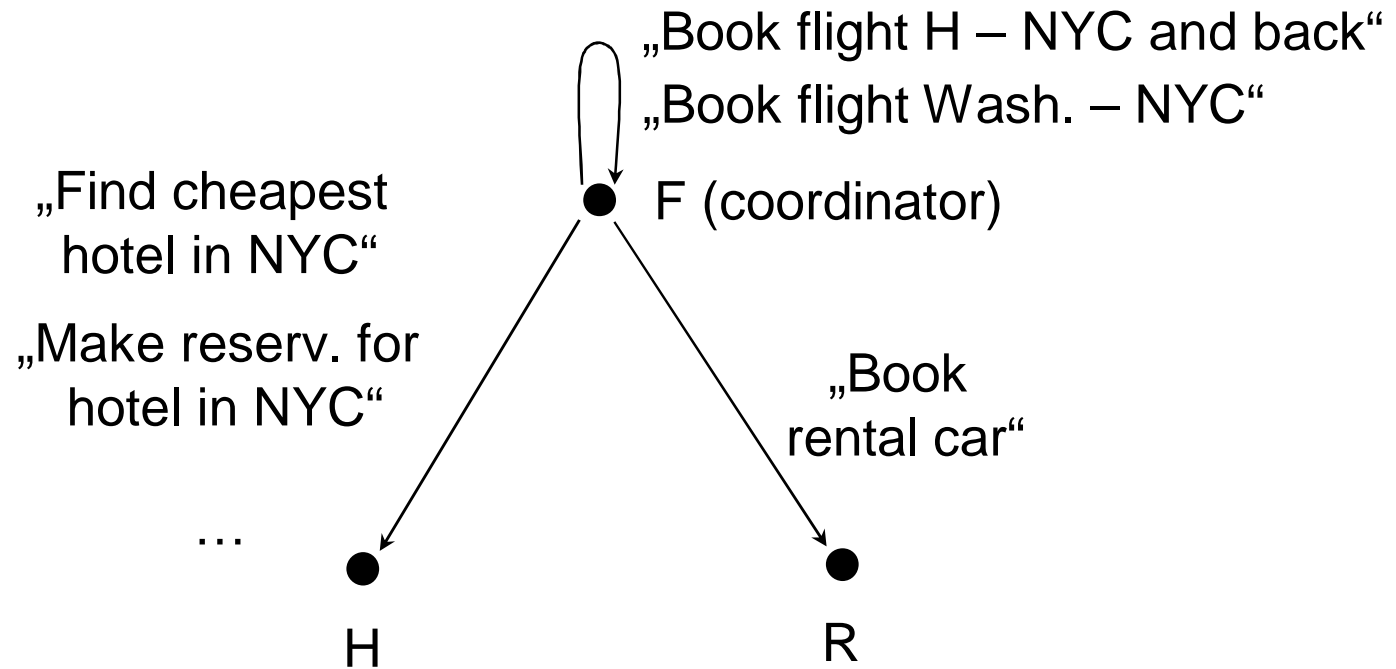 „Book flight H – NYC and back“
„Book flight Wash. – NYC“
F (coordinator)
„Find cheapest
hotel in NYC“
„Make reserv. for
hotel in NYC“
„Book
rental car“
…
H
R